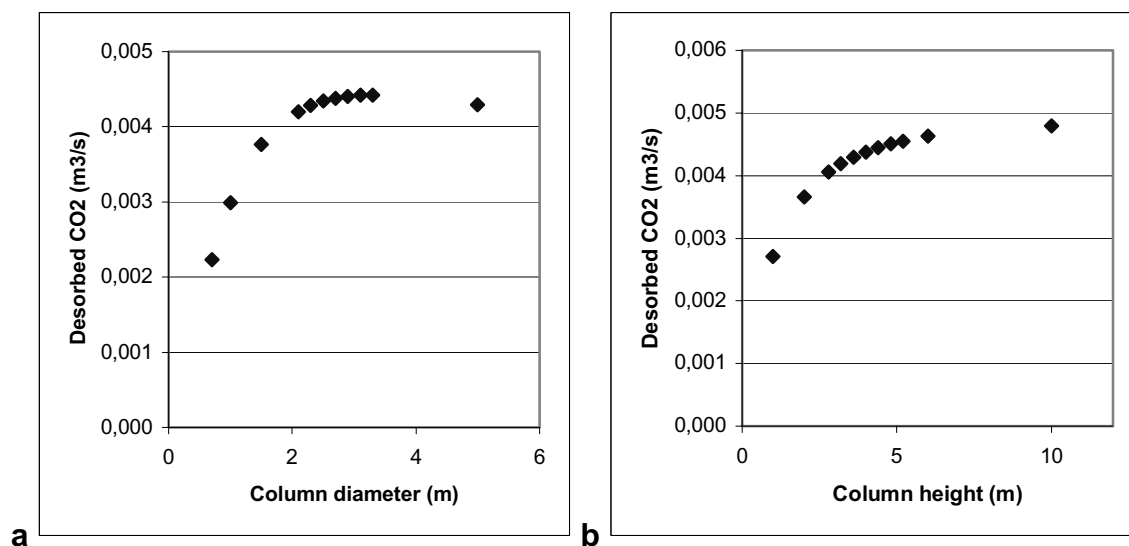 0,005
0,004
0,003
0,002
0,001
0,000
Desorbed CO2 (m3/s)
0 2 4 6
Column diameter (m)
a
0,006
0,005
0,004
0,003
0,002
0,001
0,000
Desorbed CO2 (m3/s)
0 5 10
Column height (m)
b